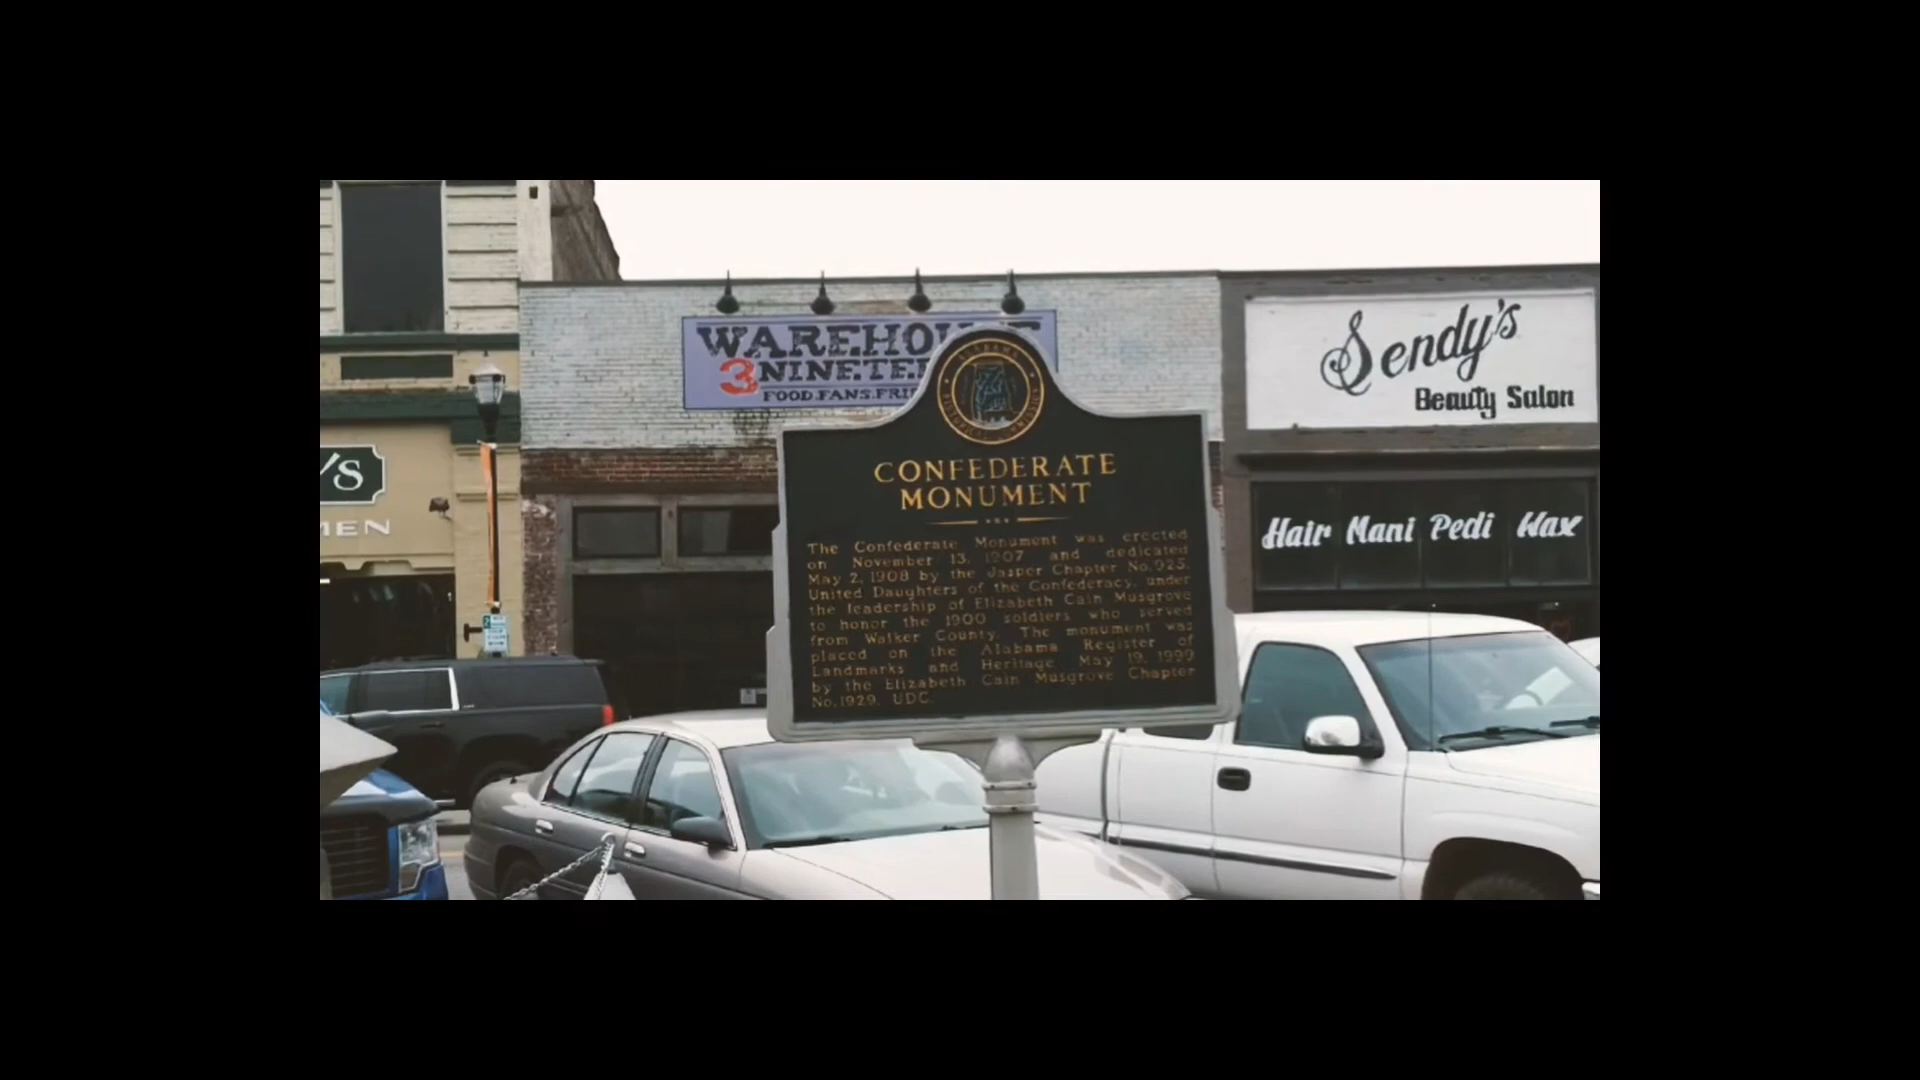 WAREHO
3NINETE
FOOD.FANS.FRI
Sendy's
Beauty Salon
Hair Mani Pedi Wax
'S
MEN
ALABAMA
CONFEDERATE
MONUMENT
The Confederate Monument was erected
on November 13, 1907 and dedicated
May 2, 1908 by the Jasper Chapter No. 925,
United Daughters of the Confederacy, under
the leadership of Elizabeth Cain Musgrove
to honor the 1900 soldiers who served
from Walker County. The monument was
placed on the Alabama Register of
Landmarks and Heritage May 19, 1999
by the Elizabeth Cain Musgrove Chapter
No. 1929, UDC.